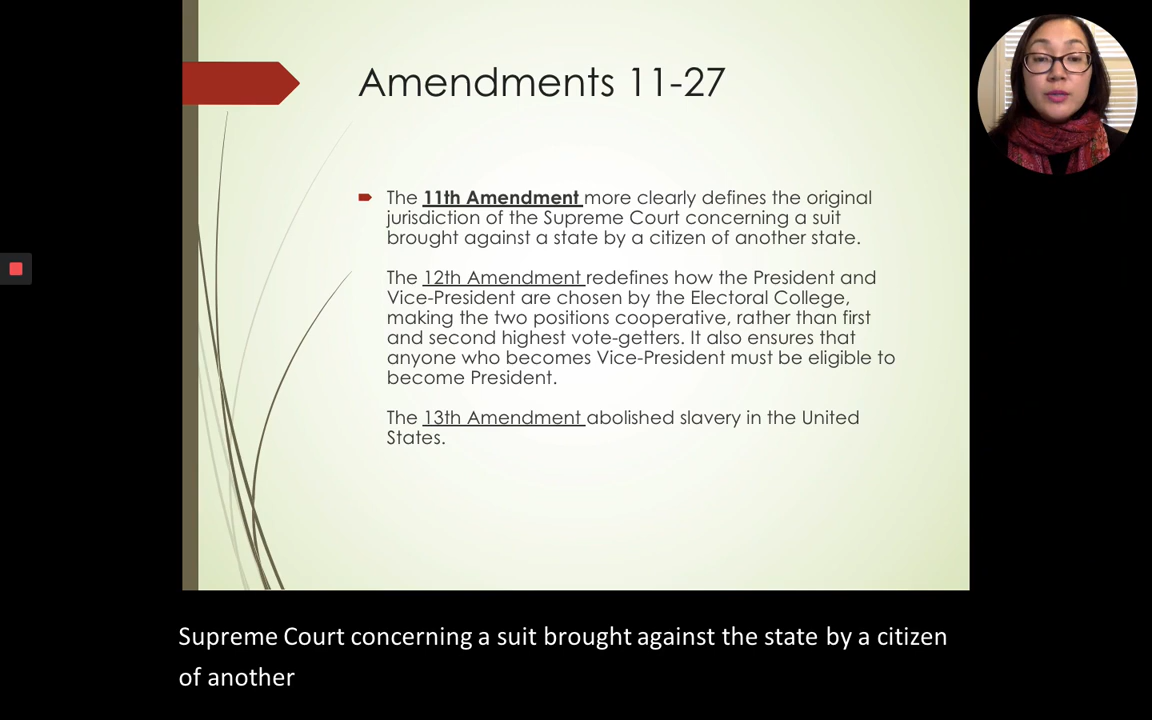 Amendments 11-27
The 11th Amendment more clearly defines the original
jurisdiction of the Supreme Court concerning a suit
brought against a state by a citizen of another state.
The 12th Amendment redefines how the President and
Vice-President are chosen by the Electoral College,
making the two positions cooperative, rather than first
and second highest vote-getters. It also ensures that
anyone who becomes Vice-President must be eligible to
become President.
The 13th Amendment abolished slavery in the United
States.
Supreme Court concerning a suit brought against the state by a citizen
of another